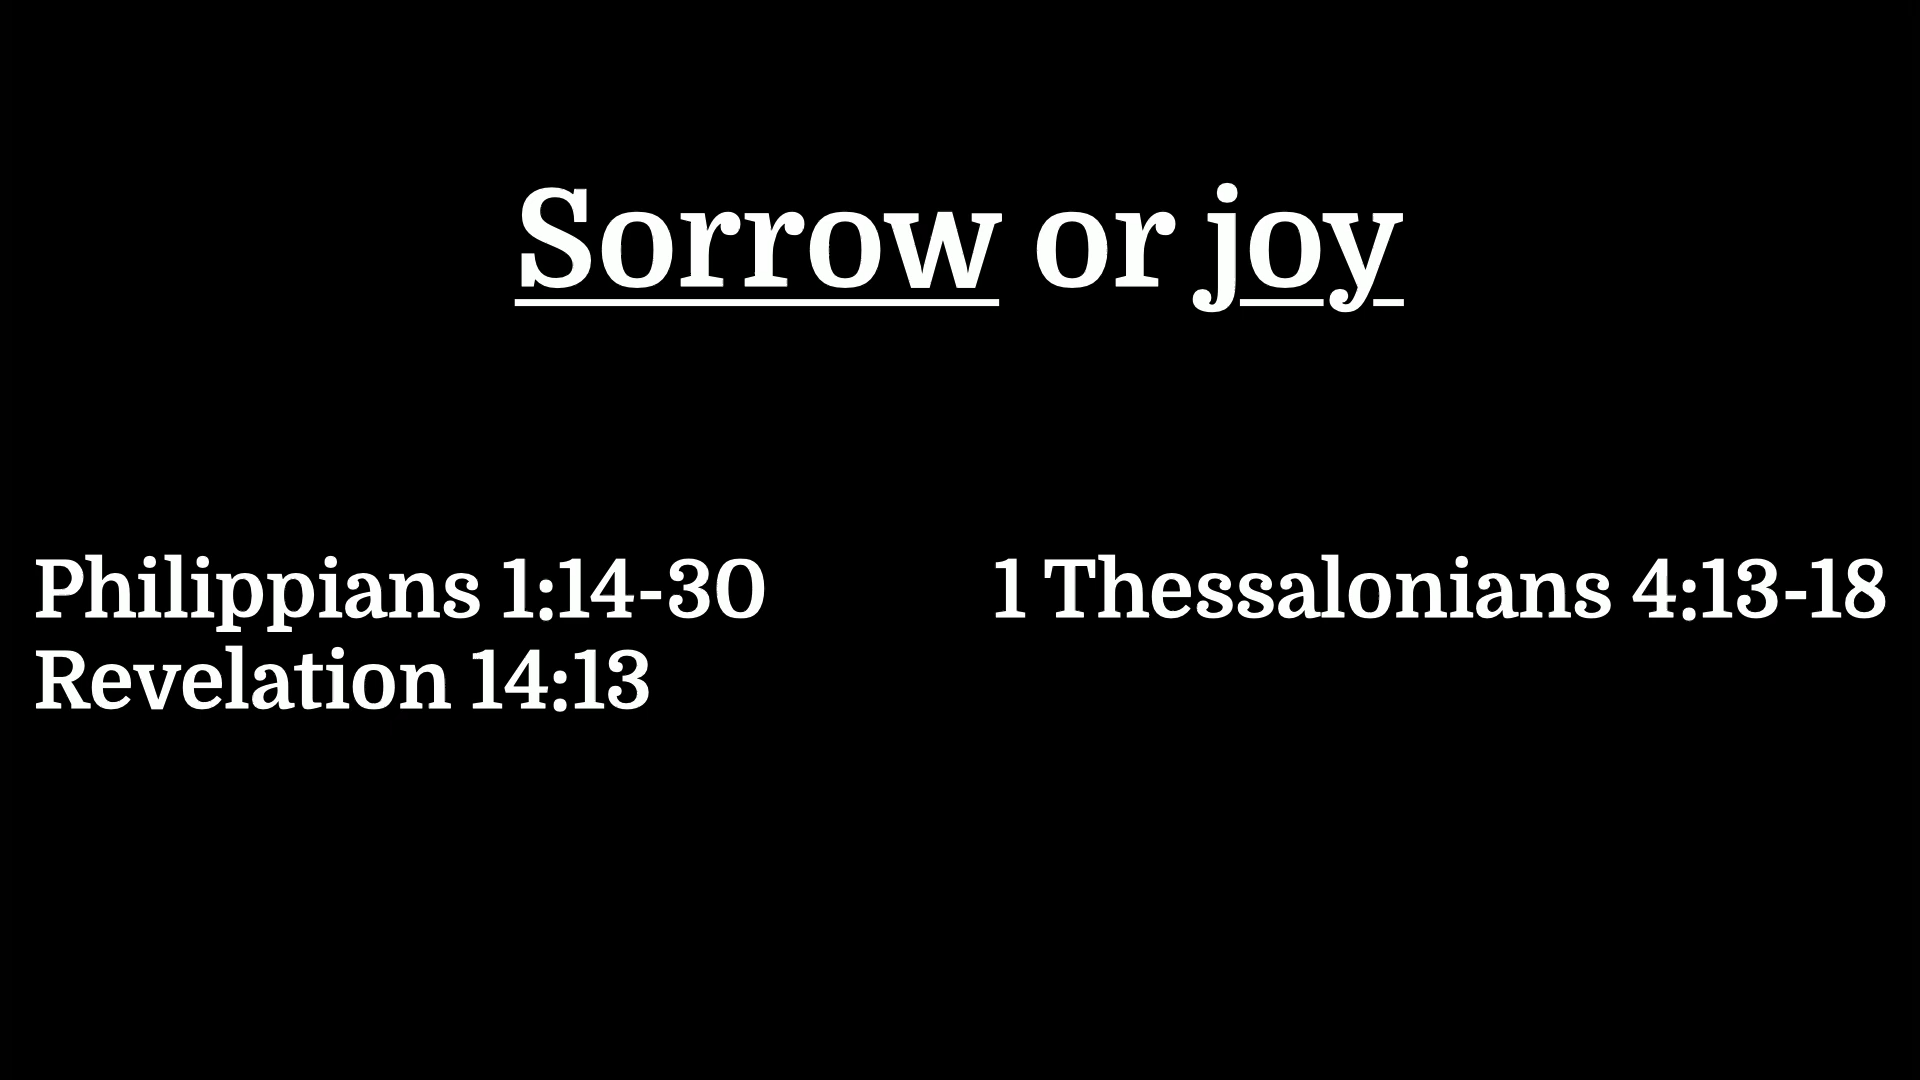 Sorrow or joy
Philippians 1:14-30
Revelation 14:13
1 Thessalonians 4:13-18